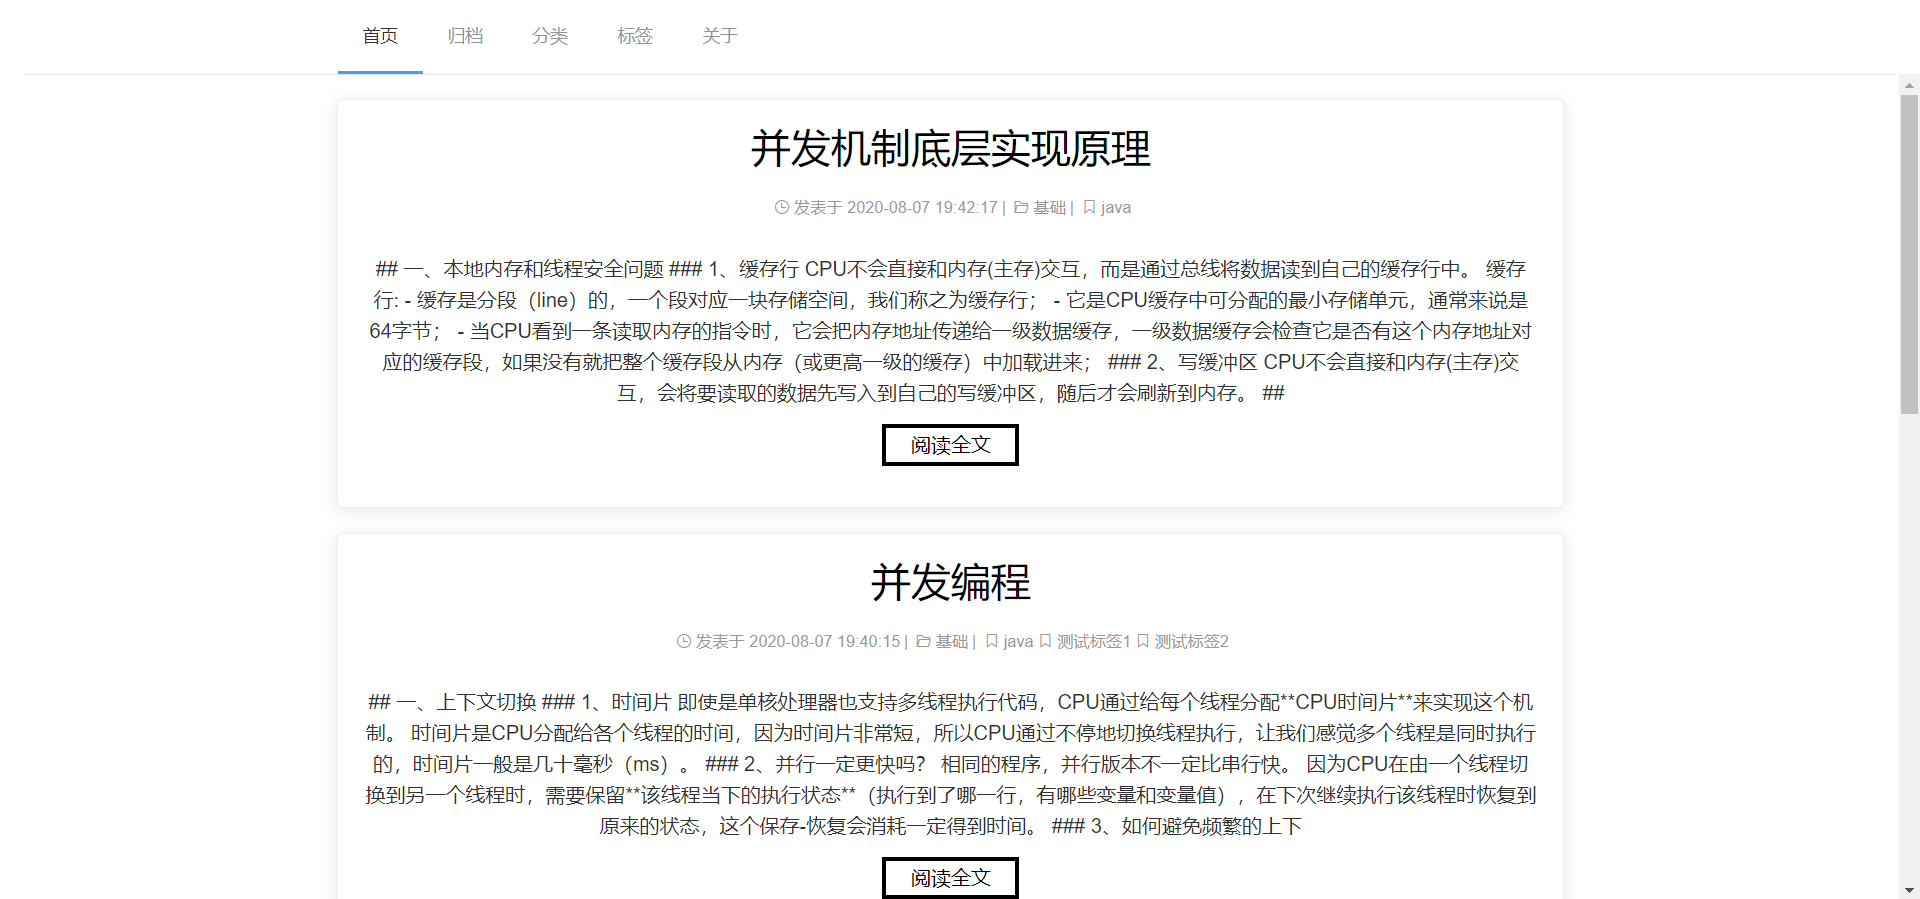 首页 归档 分类 标签 关于
并发机制底层实现原理
发表于 2020-08-07 19:42:17 | 基础 | java
## 一、本地内存和线程安全问题 ### 1、缓存行 CPU不会直接和内存(主存)交互，而是通过总线将数据读到自己的缓存行中。 缓存
行: - 缓存是分段（line）的，一个段对应一块存储空间，我们称之为缓存行； - 它是CPU缓存中可分配的最小存储单元，通常来说是
64字节； - 当CPU看到一条读取内存的指令时，它会把内存地址传递给一级数据缓存，一级数据缓存会检查它是否有这个内存地址对
应的缓存段，如果没有就把整个缓存段从内存（或更高一级的缓存）中加载进来； ### 2、写缓冲区 CPU不会直接和内存(主存)交
互，会将要读取的数据先写入到自己的写缓冲区，随后才会刷新到内存。 ##
阅读全文
并发编程
发表于 2020-08-07 19:40:15 | 基础 | java 测试标签1 测试标签2
## 一、上下文切换 ### 1、时间片 即使是单核处理器也支持多线程执行代码，CPU通过给每个线程分配**CPU时间片**来实现这个机
制。 时间片是CPU分配给各个线程的时间，因为时间片非常短，所以CPU通过不停地切换线程执行，让我们感觉多个线程是同时执行
的，时间片一般是几十毫秒（ms）。 ### 2、并行一定更快吗？ 相同的程序，并行版本不一定比串行快。 因为CPU在由一个线程切
换到另一个线程时，需要保留**该线程当下的执行状态**（执行到了哪一行，有哪些变量和变量值）, 在下次继续执行该线程时恢复到
原来的状态，这个保存-恢复会消耗一定得到时间。 ### 3、如何避免频繁的上下
阅读全文